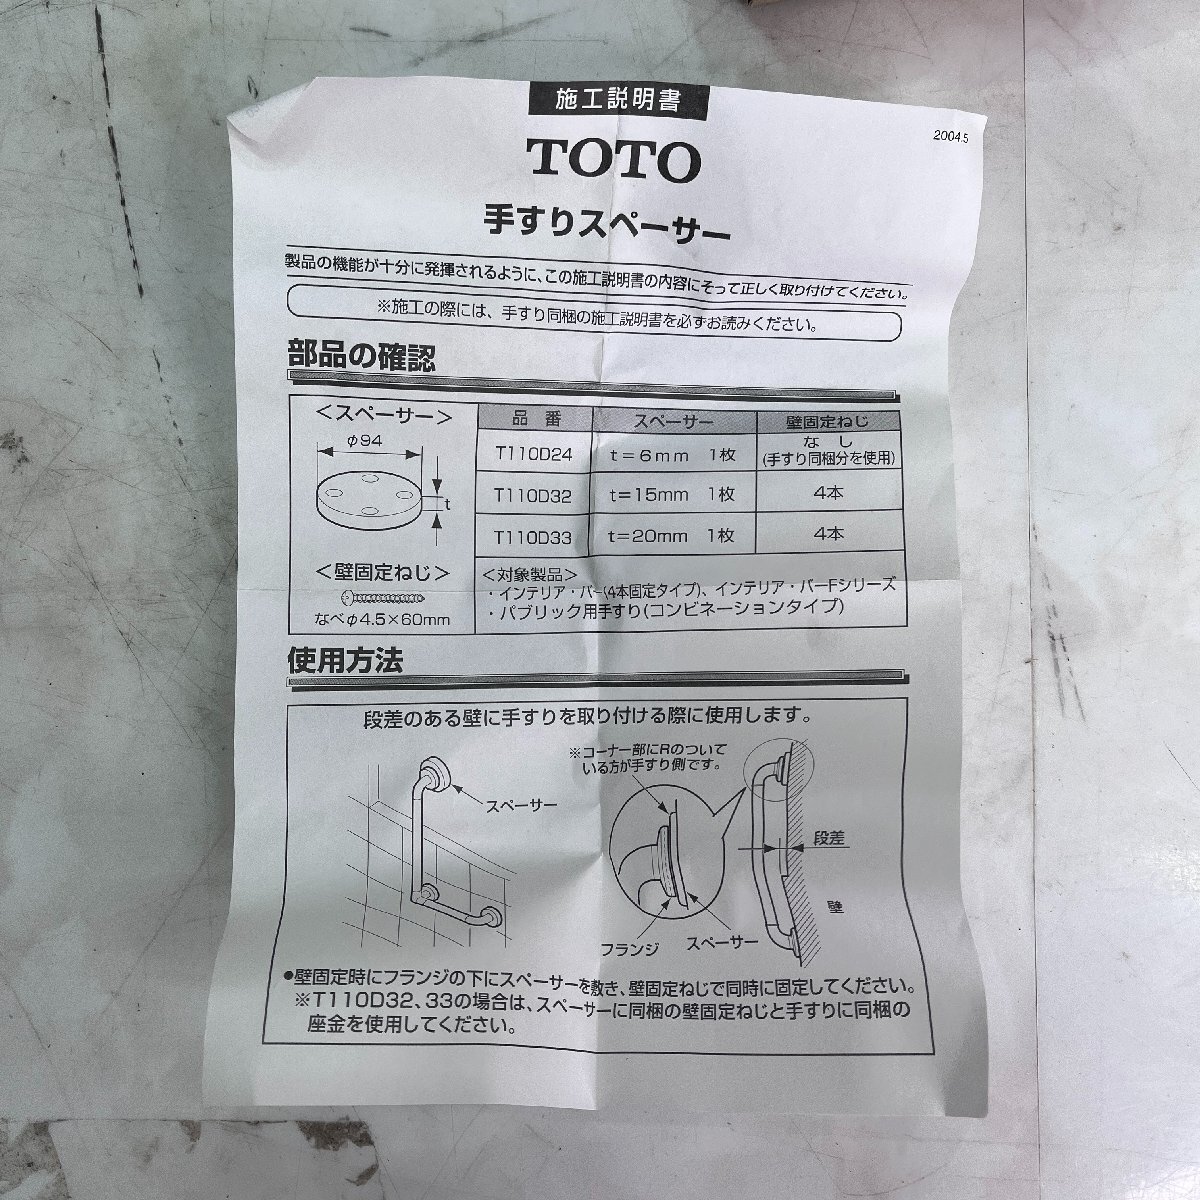 施工説明書
2004.5
TOTO
手すりスペーサー
製品の機能が十分に発揮されるように、この施工説明書の内容にそって正しく取り付けてください。
※施工の際には、手すり同梱の施工説明書を必ずお読みください。
部品の確認
＜スペーサー＞
φ94
t
＜壁固定ねじ＞
なべφ4.5×60mm
品 番 スペーサー 壁固定ねじ
T110D24 t＝6mm 1枚 なし
(手すり同梱分を使用)
T110D32 t＝15mm 1枚 4本
T110D33 t＝20mm 1枚 4本
＜対象製品＞
・インテリア・バー(4本固定タイプ)、インテリア・バーFシリーズ
・パブリック用手すり(コンビネーションタイプ)
使用方法
段差のある壁に手すりを取り付ける際に使用します。
スペーサー
※コーナー部にRのついて
いる方が手すり側です。
段差
壁
フランジ
スペーサー
●壁固定時にフランジの下にスペーサーを敷き、壁固定ねじで同時に固定してください。
※T110D32、33の場合は、スペーサーに同梱の壁固定ねじと手すりに同梱の
座金を使用してください。